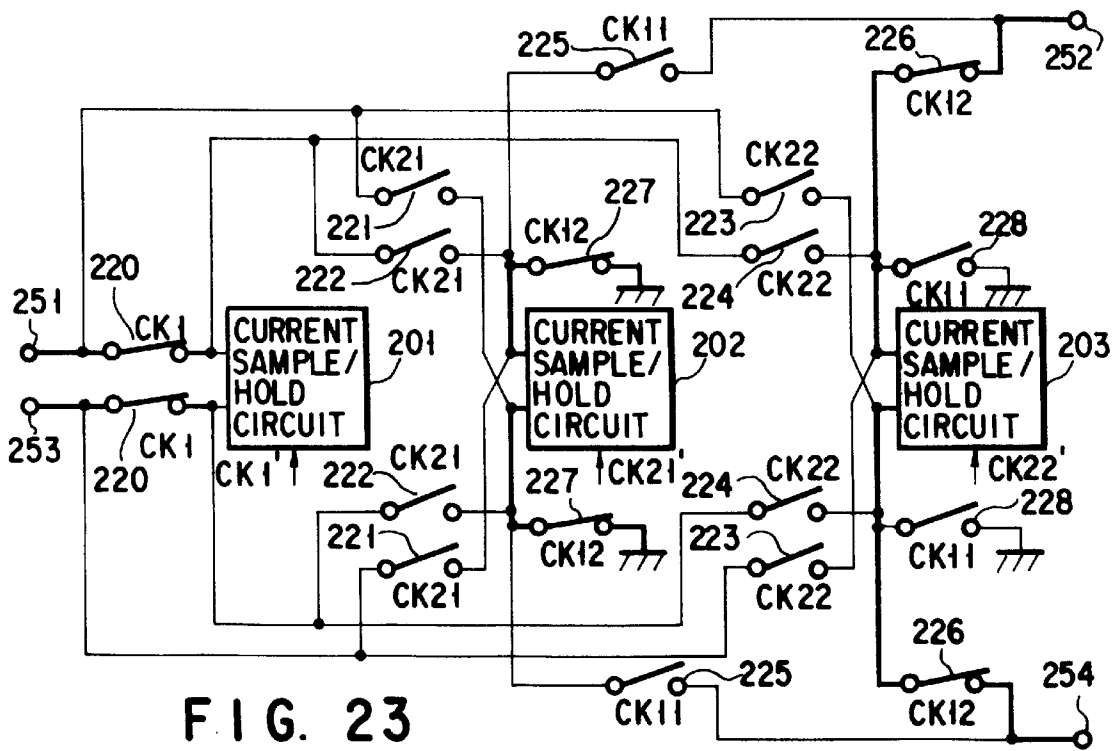 CK11
225
226
252
CK12
CK21
CK22
221
223
227
CK12
228
220
222
CK21
224
CK22
CK11
251
CK1
CURRENT
SAMPLE/
HOLD
CIRCUIT
201
CURRENT
SAMPLE/
HOLD
CIRCUIT
202
CURRENT
SAMPLE/
HOLD
CIRCUIT
203
253
220
CK1
CK1'
CK21'
CK22'
222
CK21
227
224
CK22
228
221
CK12
223
CK11
CK21
CK22
226
254
225
CK11
CK12
FIG. 23